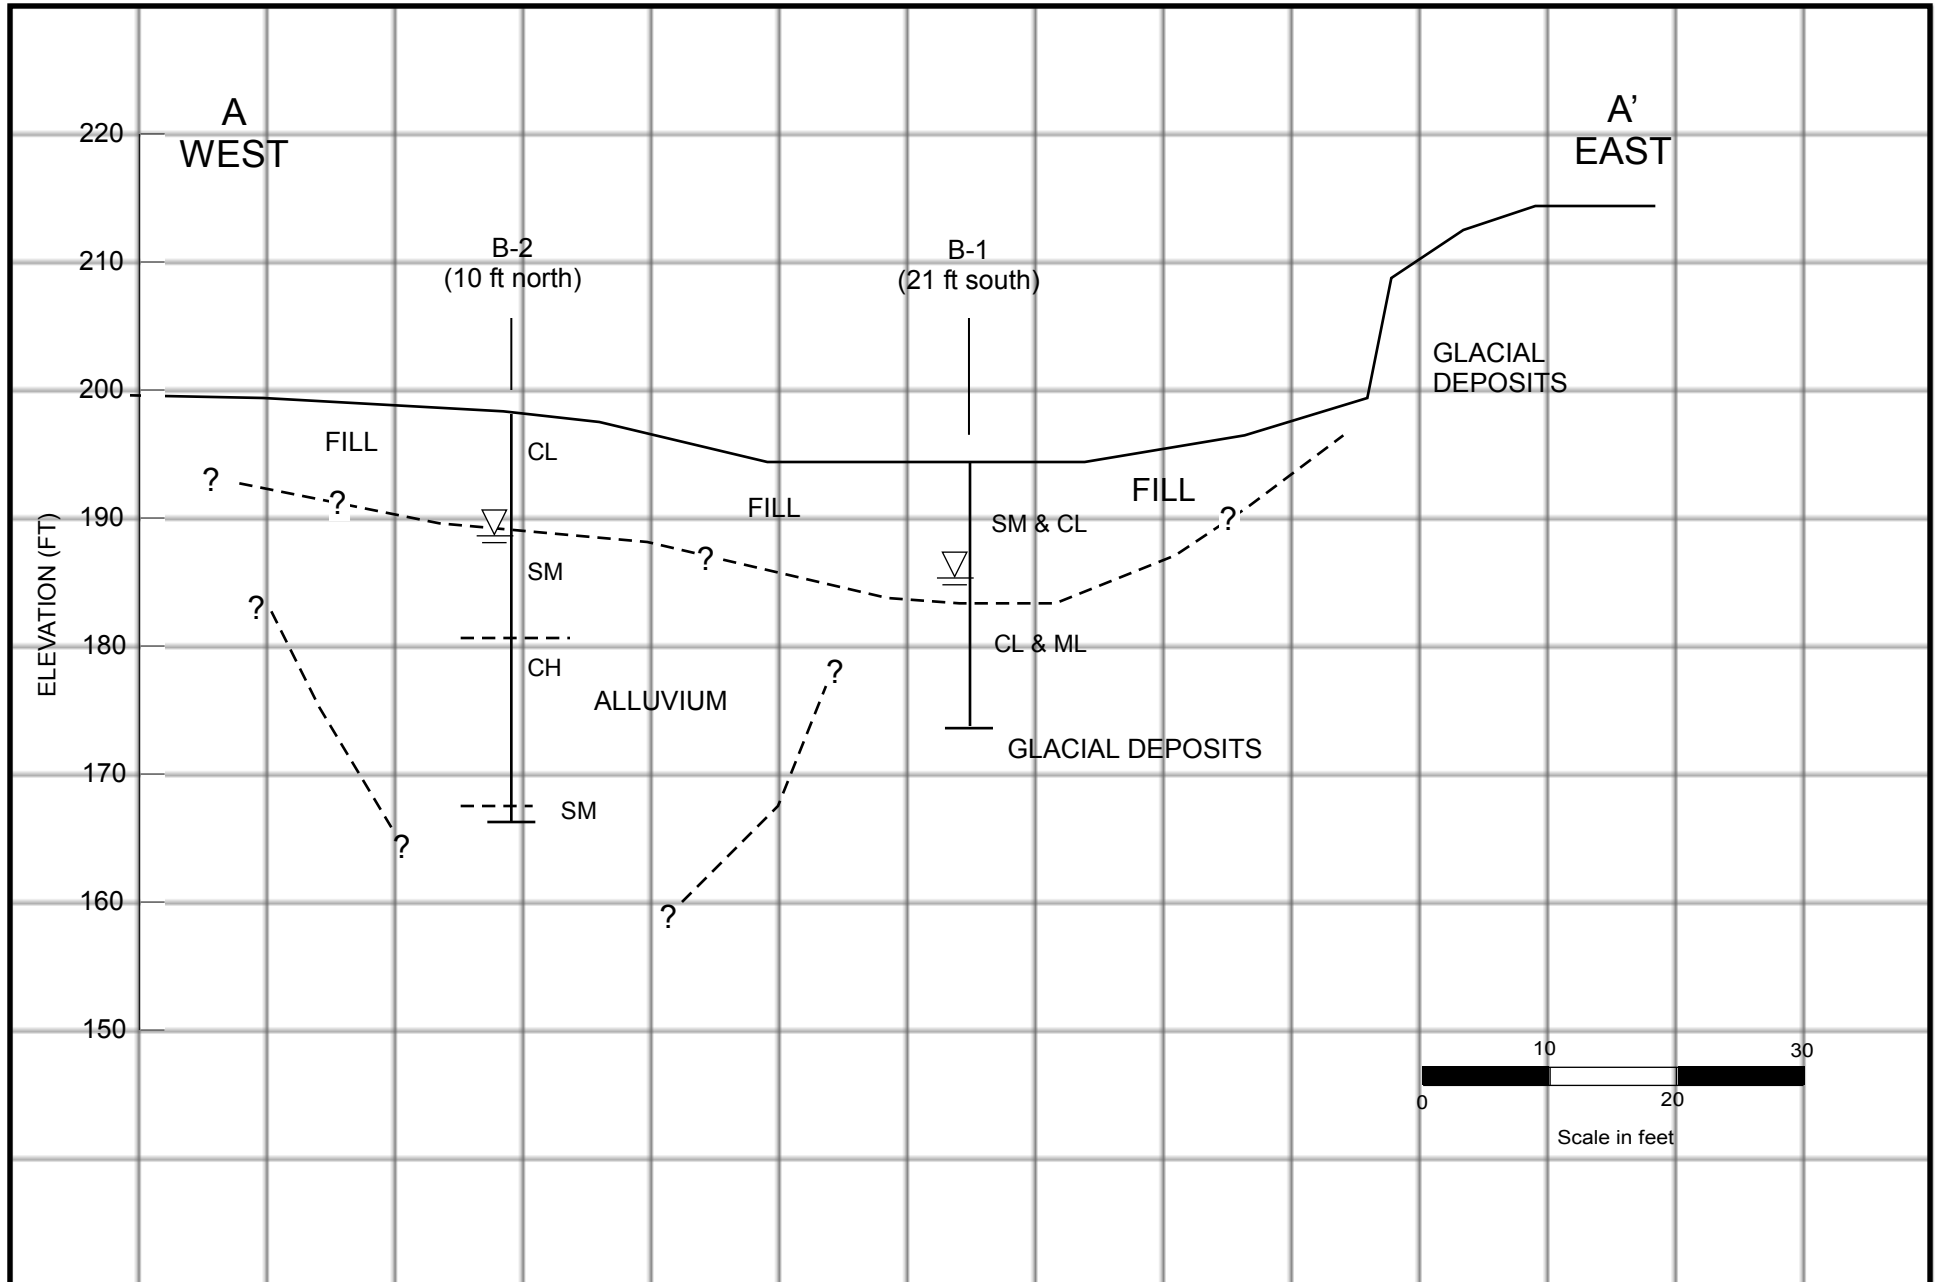 A
WEST
A’
EAST
220
B-2
(10 ft north)
B-1
(21 ft south)
210
GLACIAL
DEPOSITS
200
FILL
CL
?
?
FILL
FILL
190
SM & CL
?
?
SM
?
180
CL & ML
CH
?
ALLUVIUM
ELEVATION (FT)
GLACIAL DEPOSITS
170
SM
?
160
?
150
10
30
0
20
Scale in feet